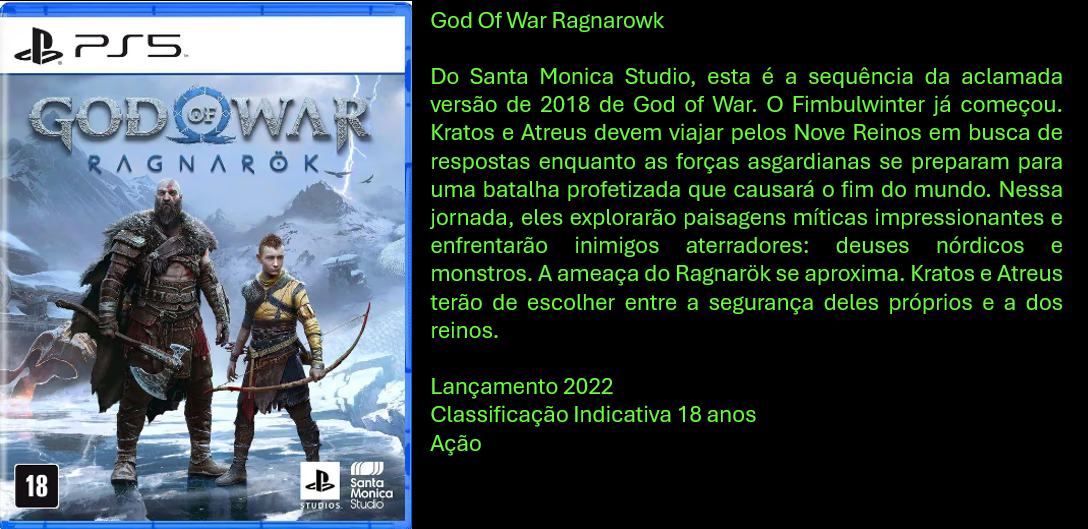 PS5
GOD OF WAR
RAGNARÖK
18
STUDIOS
Santa
Monica
Studio
God Of War Ragnarowk
Do Santa Monica Studio, esta é a sequência da aclamada
versão de 2018 de God of War. O Fimbulwinter já começou.
Kratos e Atreus devem viajar pelos Nove Reinos em busca de
respostas enquanto as forças asgardianas se preparam para
uma batalha profetizada que causará o fim do mundo. Nessa
jornada, eles explorarão paisagens míticas impressionantes e
enfrentarão inimigos aterradores: deuses nórdicos e
monstros. A ameaça do Ragnarök se aproxima. Kratos e Atreus
terão de escolher entre a segurança deles próprios e a dos
reinos.
Lançamento 2022
Classificação Indicativa 18 anos
Ação